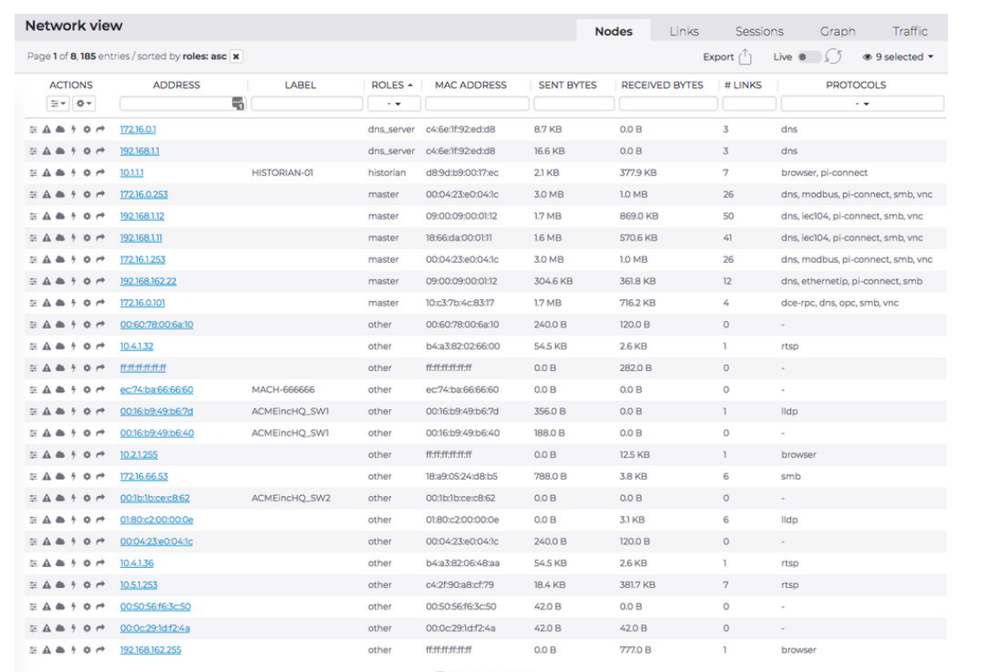 Network view
Nodes Links Sessions Graph Traffic
Page 1 of 8, 185 entries / sorted by roles: asc x
Export Live 9 selected
ACTIONS ADDRESS LABEL ROLES MAC ADDRESS SENT BYTES RECEIVED BYTES # LINKS PROTOCOLS
1 - -
172.16.0.1 dns_server c4:6e:1f:92:ed:d8 8.7 KB 0.0 B 3 dns
192.168.1.1 dns_server c4:6e:1f:92:ed:d8 16.6 KB 0.0 B 3 dns
10.1.1.1 HISTORIAN-01 historian d8:9d:b9:00:17:ec 2.1 KB 377.9 KB 7 browser, pi-connect
172.16.0.253 master 00:04:23:e0:04:1c 3.0 MB 1.0 MB 26 dns, modbus, pi-connect, smb, vnc
192.168.1.12 master 09:00:09:00:01:12 1.7 MB 869.0 KB 50 dns, iec104, pi-connect, smb, vnc
192.168.1.11 master 18:66:da:00:01:11 1.6 MB 570.6 KB 41 dns, iec104, pi-connect, smb, vnc
172.16.1.253 master 00:04:23:e0:04:1c 3.0 MB 1.0 MB 26 dns, modbus, pi-connect, smb, vnc
192.168.162.22 master 09:00:09:00:01:12 304.6 KB 361.8 KB 12 dns, ethernetip, pi-connect, smb
172.16.0.101 master 10:c3:7b:4c:83:17 1.7 MB 716.2 KB 4 dce-rpc, dns, opc, smb, vnc
00:60:78:00:6a:10 other 00:60:78:00:6a:10 240.0 B 120.0 B 0 -
10.4.1.32 other b4:a3:82:02:66:00 54.5 KB 2.6 KB 1 rtsp
ff:ff:ff:ff:ff:ff other ff:ff:ff:ff:ff:ff 0.0 B 282.0 B 0 -
ec:74:ba:66:66:60 MACH-666666 other ec:74:ba:66:66:60 0.0 B 0.0 B 0 -
00:16:b9:49:b6:7d ACMEincHQ_SW1 other 00:16:b9:49:b6:7d 356.0 B 0.0 B 1 lldp
00:16:b9:49:b6:40 ACMEincHQ_SW1 other 00:16:b9:49:b6:40 188.0 B 0.0 B 0 -
10.2.1.255 other ff:ff:ff:ff:ff:ff 0.0 B 12.5 KB 1 browser
172.16.66.53 other 18:a9:05:24:d8:b5 788.0 B 3.8 KB 6 smb
00:1b:1b:ce:c8:62 ACMEincHQ_SW2 other 00:1b:1b:ce:c8:62 0.0 B 0.0 B 0 -
01:80:c2:00:00:0e other 01:80:c2:00:00:0e 0.0 B 3.1 KB 6 lldp
00:04:23:e0:04:1c other 00:04:23:e0:04:1c 240.0 B 120.0 B 0 -
10.4.1.36 other b4:a3:82:06:48:aa 54.5 KB 2.6 KB 1 rtsp
10.5.1.253 other c4:2f:90:a8:cf:79 18.4 KB 381.7 KB 7 rtsp
00:50:56:f6:3c:50 other 00:50:56:f6:3c:50 42.0 B 0.0 B 0 -
00:0c:29:1d:f2:4a other 00:0c:29:1d:f2:4a 42.0 B 42.0 B 0 -
192.168.162.255 other ff:ff:ff:ff:ff:ff 0.0 B 777.0 B 1 browser